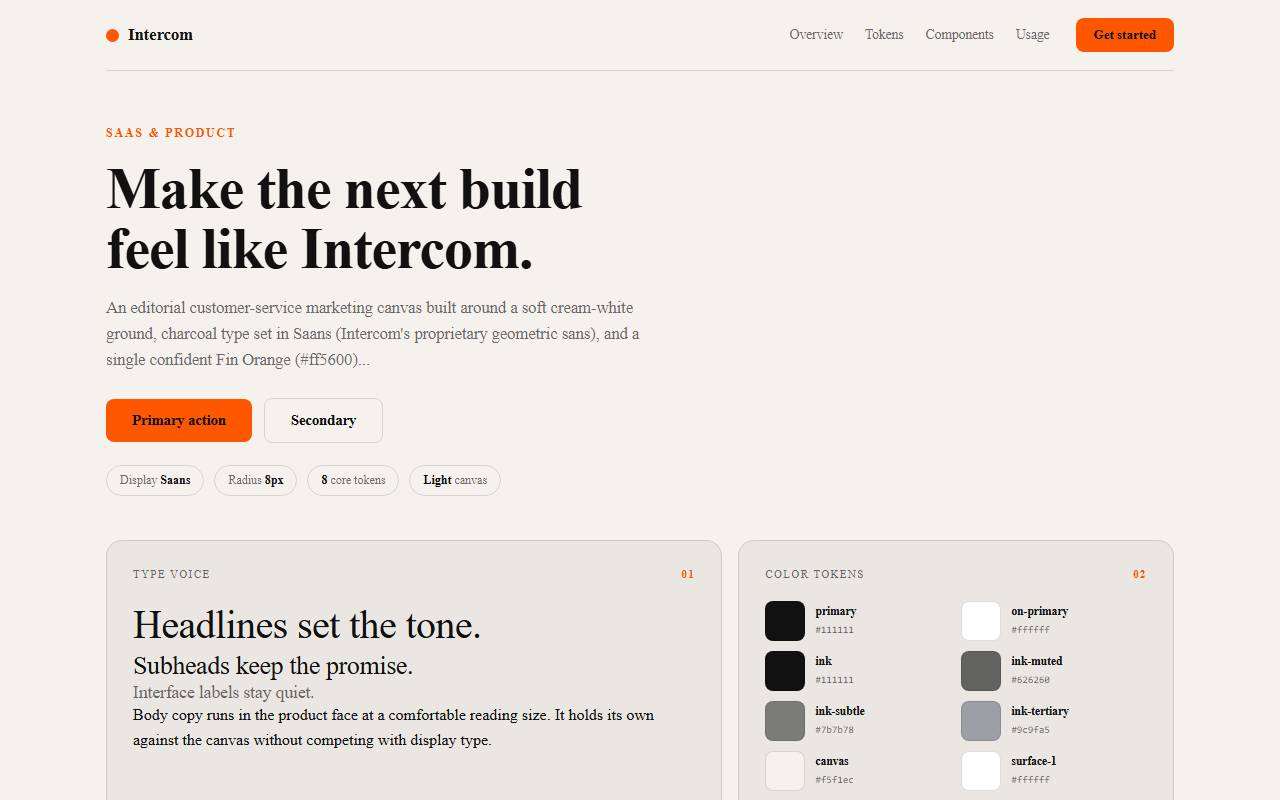 Intercom
Overview Tokens Components Usage Get started
SAAS & PRODUCT
Make the next build
feel like Intercom.
An editorial customer-service marketing canvas built around a soft cream-white
ground, charcoal type set in Saans (Intercom's proprietary geometric sans), and a
single confident Fin Orange (#ff5600)...
Primary action Secondary
Display Saans Radius 8px 8 core tokens Light canvas
TYPE VOICE 01
Headlines set the tone.
Subheads keep the promise.
Interface labels stay quiet.
Body copy runs in the product face at a comfortable reading size. It holds its own
against the canvas without competing with display type.
COLOR TOKENS 02
primary
#111111
on-primary
#ffffff
ink
#111111
ink-muted
#626260
ink-subtle
#7b7b78
ink-tertiary
#9c9fa5
canvas
#f5f1ec
surface-1
#ffffff